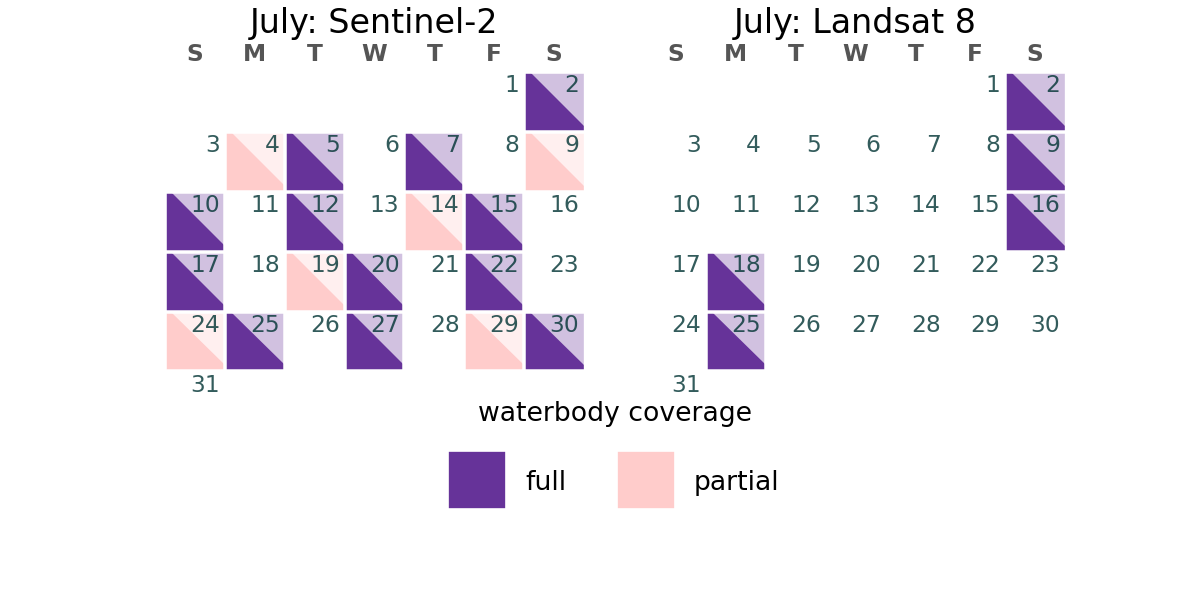 July: Sentinel-2
S M T W T F S
1 2
3 4 5 6 7 8 9
10 11 12 13 14 15 16
17 18 19 20 21 22 23
24 25 26 27 28 29 30
31
July: Landsat 8
S M T W T F S
1 2
3 4 5 6 7 8 9
10 11 12 13 14 15 16
17 18 19 20 21 22 23
24 25 26 27 28 29 30
31
waterbody coverage
full partial